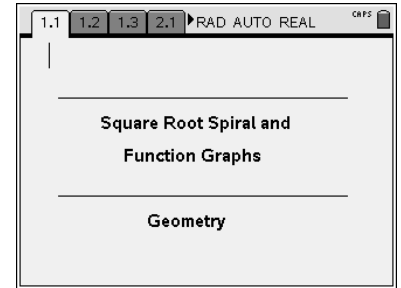 1.1 1.2 1.3 2.1 RAD AUTO REAL CAPS
Square Root Spiral and
Function Graphs
Geometry